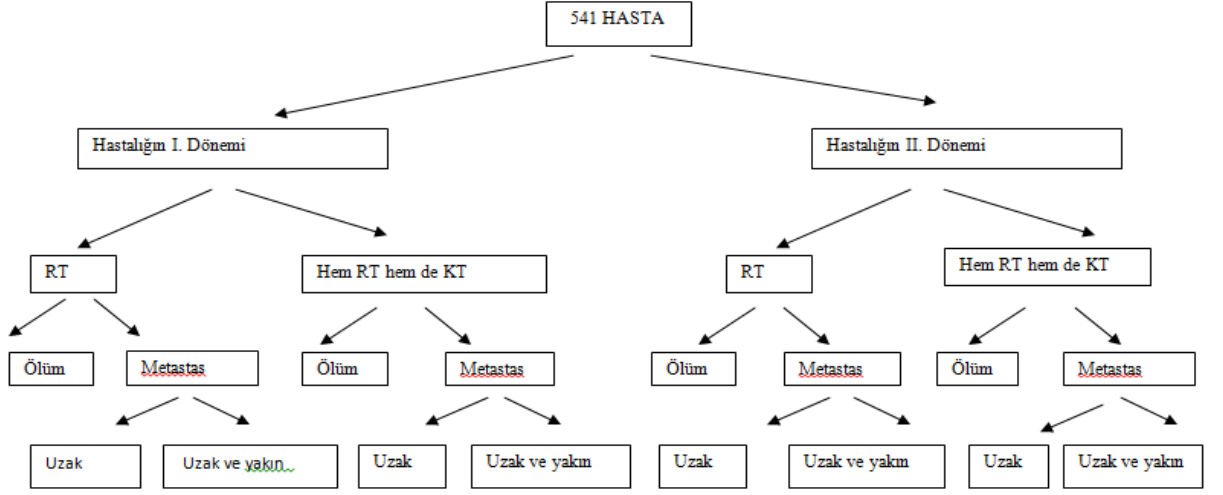 541 HASTA
Hastalığın I. Dönemi
Hastalığın II. Dönemi
RT
Hem RT hem de KT
RT
Hem RT hem de KT
Ölüm
Metastas
Ölüm
Metastas
Ölüm
Metastas
Ölüm
Metastas
Uzak
Uzak ve yakın
Uzak
Uzak ve yakın
Uzak
Uzak ve yakın
Uzak
Uzak ve yakın